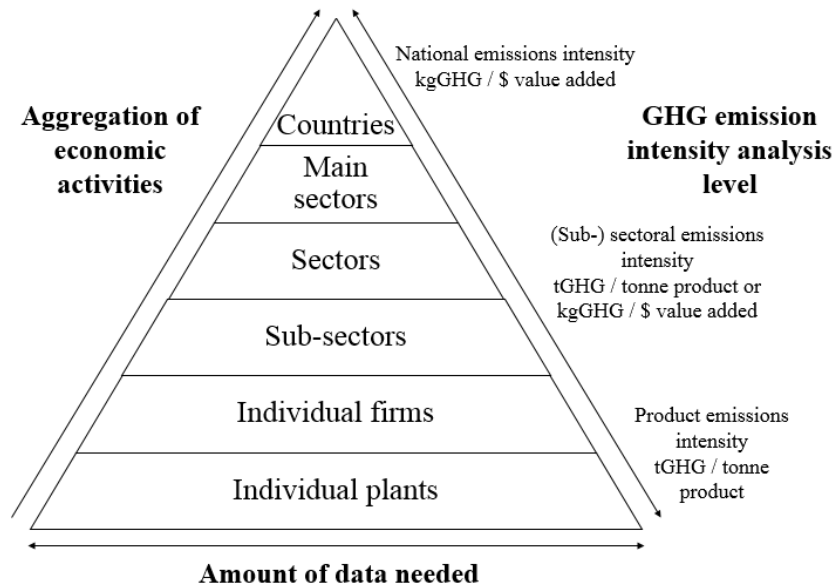 National emissions intensity
kgGHG / $ value added
Aggregation of
economic
activities
GHG emission
intensity analysis
level
Countries
Main
sectors
Sectors
(Sub-) sectoral emissions
intensity
tGHG / tonne product or
kgGHG / $ value added
Sub-sectors
Individual firms
Product emissions
intensity
tGHG / tonne
product
Individual plants
Amount of data needed